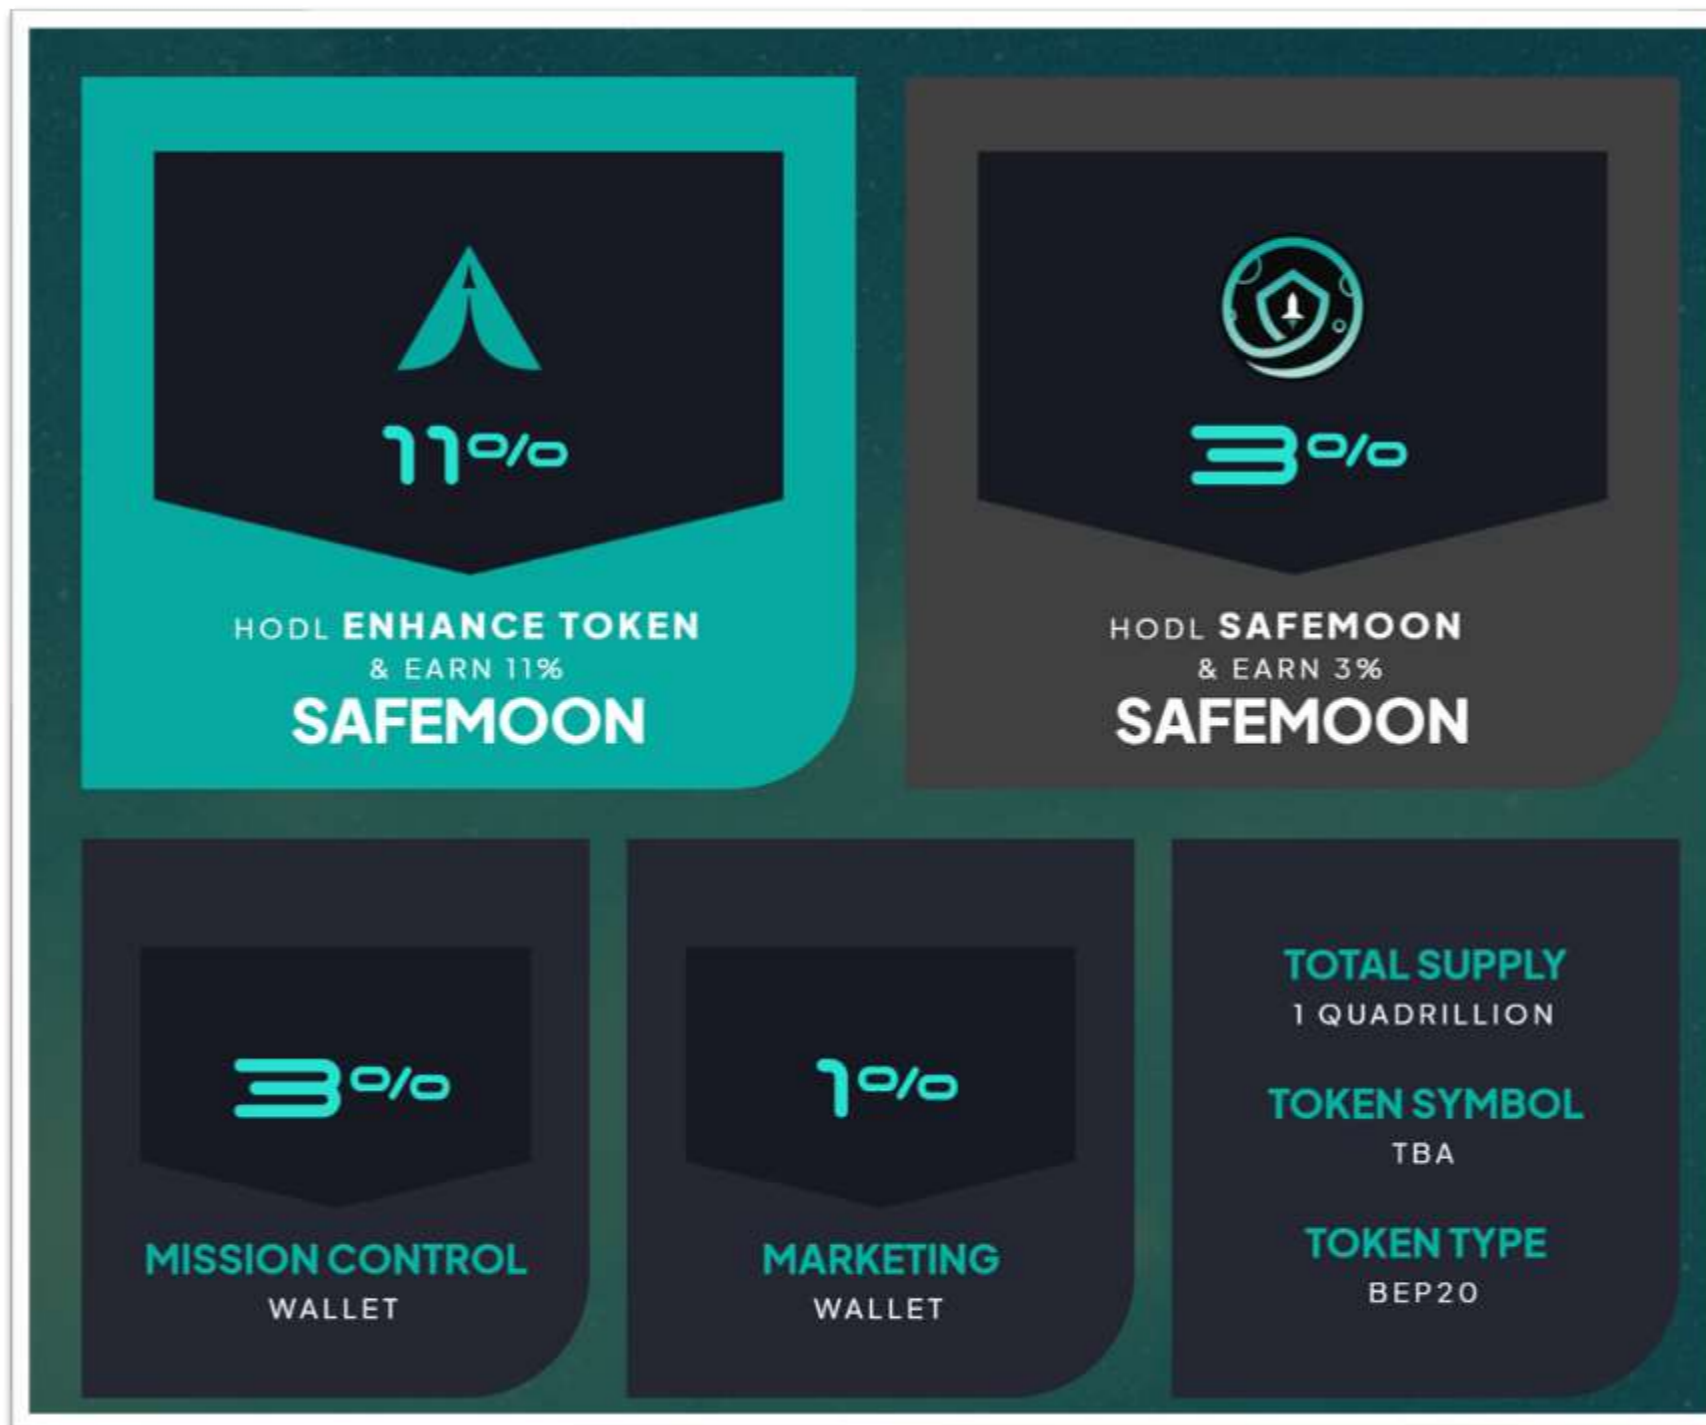 11%
HODL ENHANCE TOKEN
& EARN 11%
SAFEMOON
3%
HODL SAFEMOON
& EARN 3%
SAFEMOON
3%
MISSION CONTROL
WALLET
1%
MARKETING
WALLET
TOTAL SUPPLY
1 QUADRILLION
TOKEN SYMBOL
TBA
TOKEN TYPE
BEP20